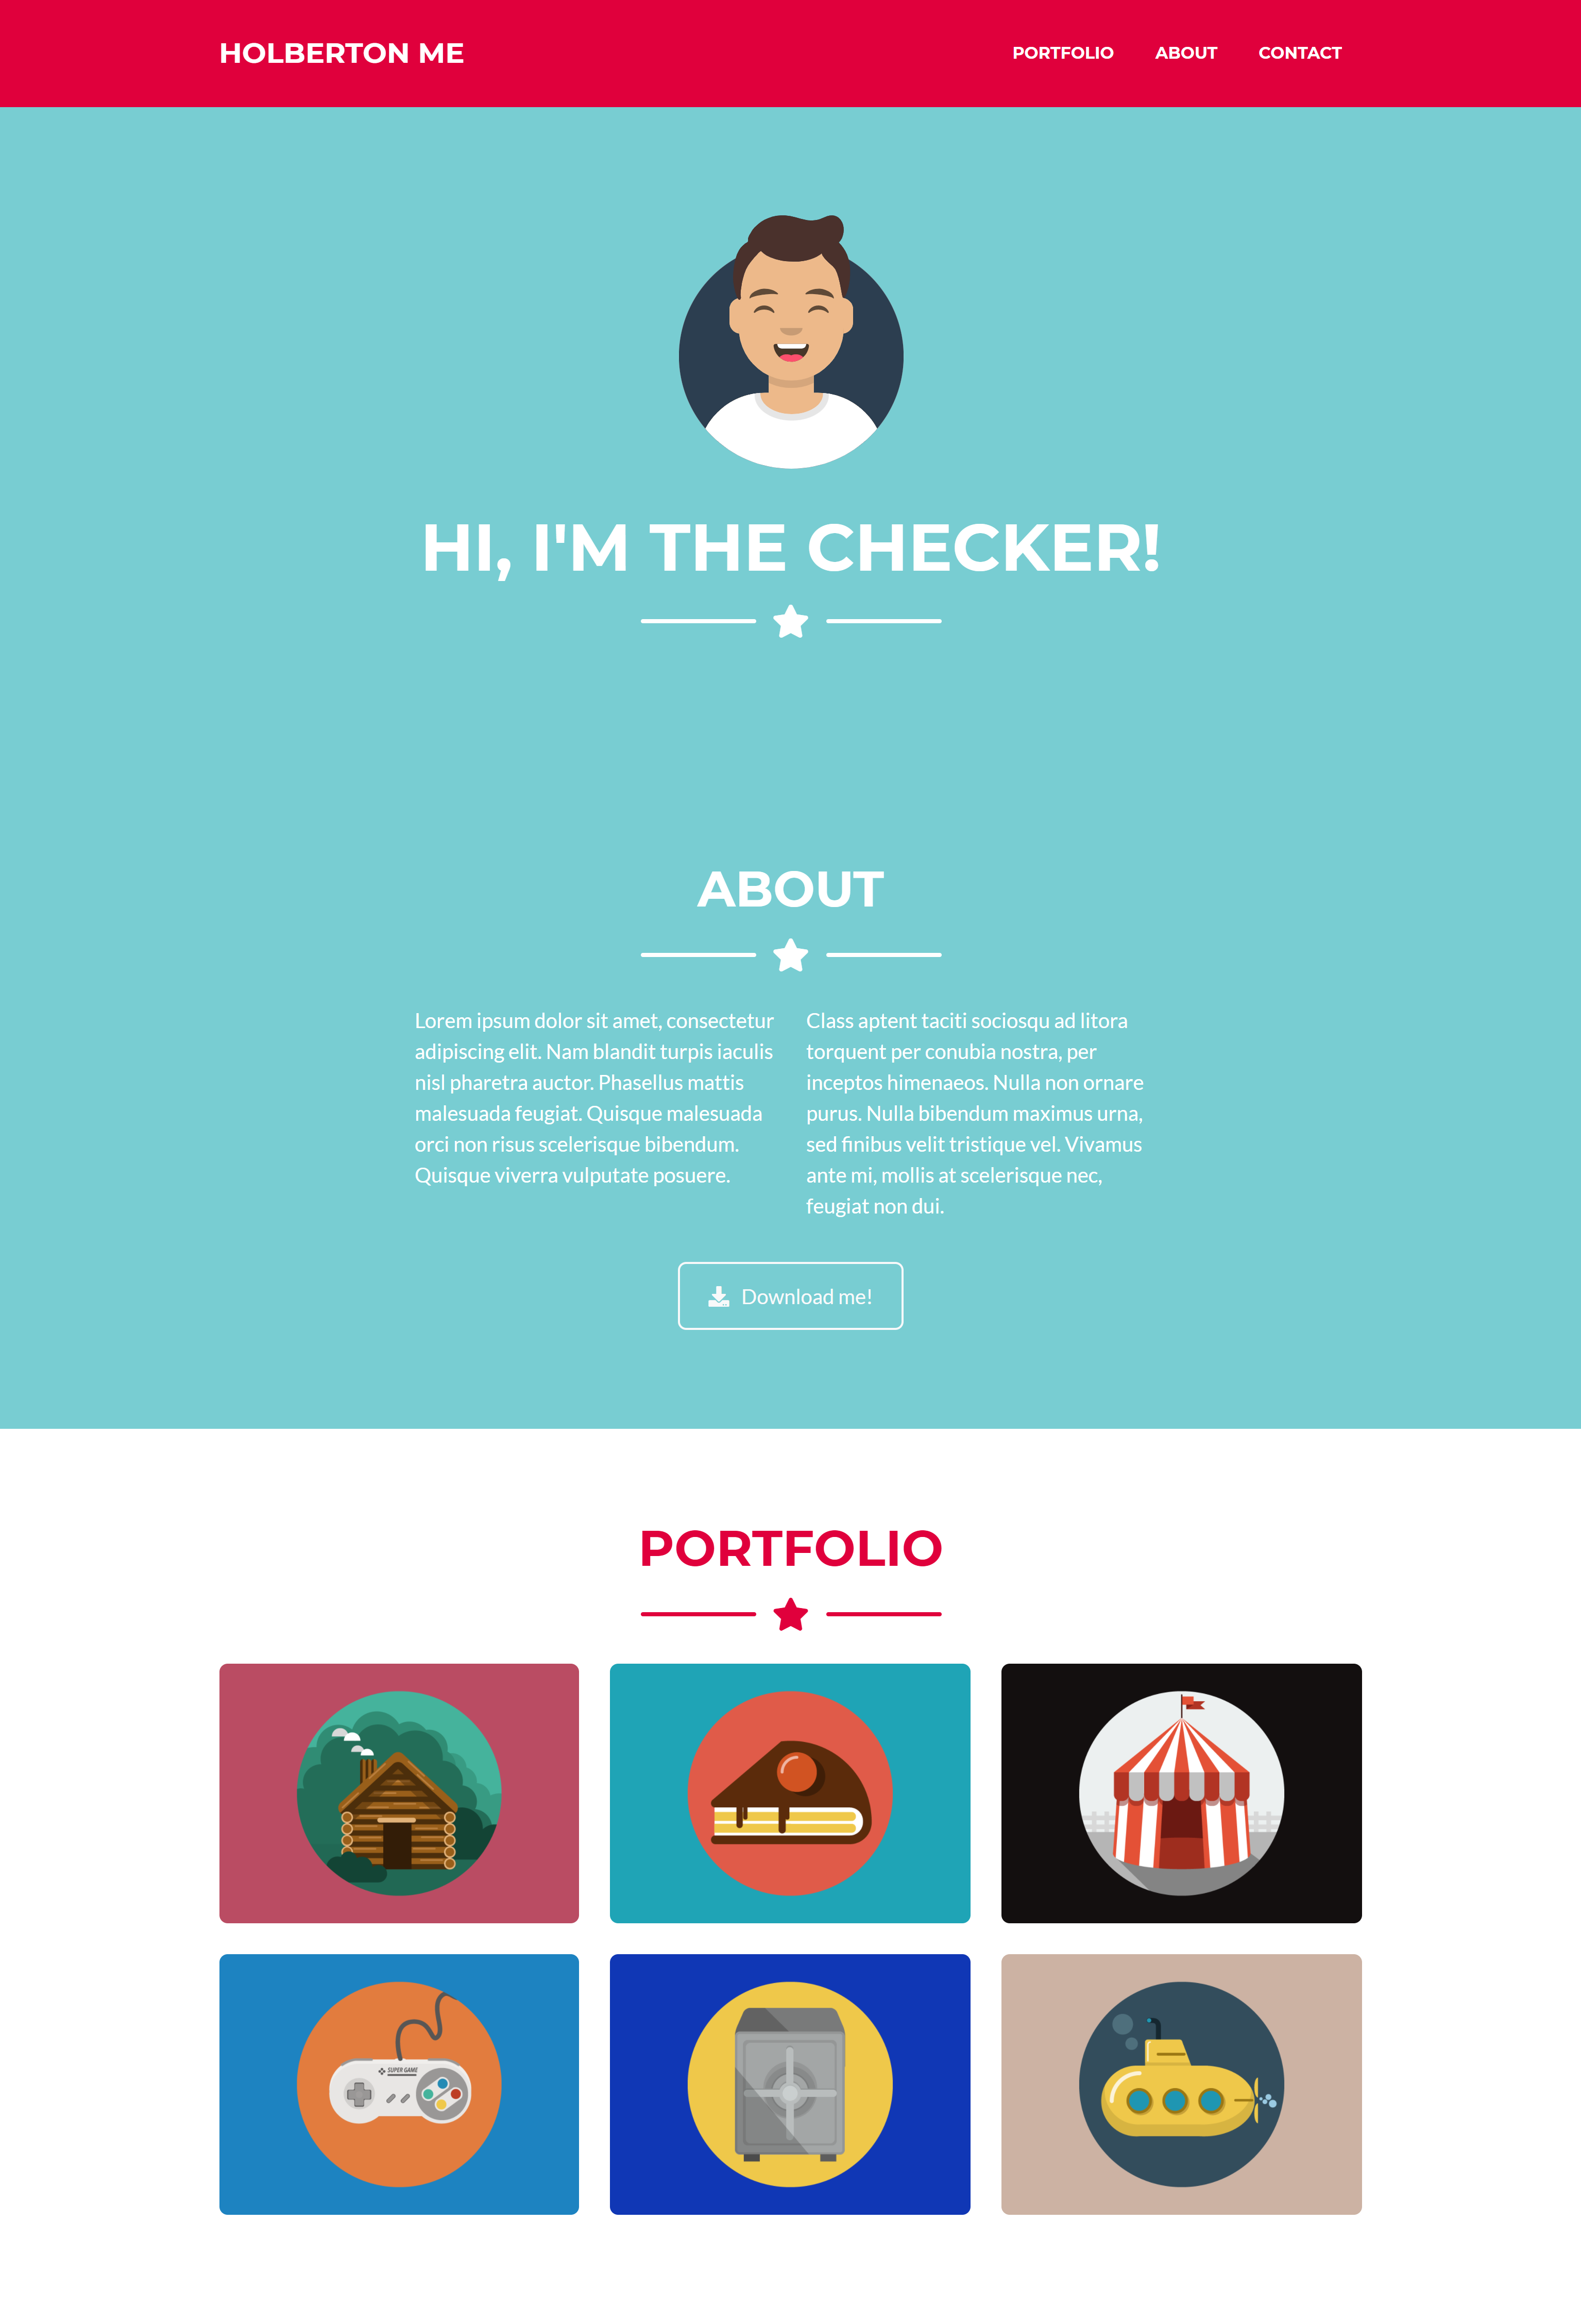 HOLBERTON ME
PORTFOLIO ABOUT CONTACT
HI, I'M THE CHECKER!
ABOUT
Lorem ipsum dolor sit amet, consectetur
adipiscing elit. Nam blandit turpis iaculis
nisl pharetra auctor. Phasellus mattis
malesuada feugiat. Quisque malesuada
orci non risus scelerisque bibendum.
Quisque viverra vulputate posuere.
Class aptent taciti sociosqu ad litora
torquent per conubia nostra, per
inceptos himenaeos. Nulla non ornare
purus. Nulla bibendum maximus urna,
sed finibus velit tristique vel. Vivamus
ante mi, mollis at scelerisque nec,
feugiat non dui.
Download me!
PORTFOLIO
SUPER GAME